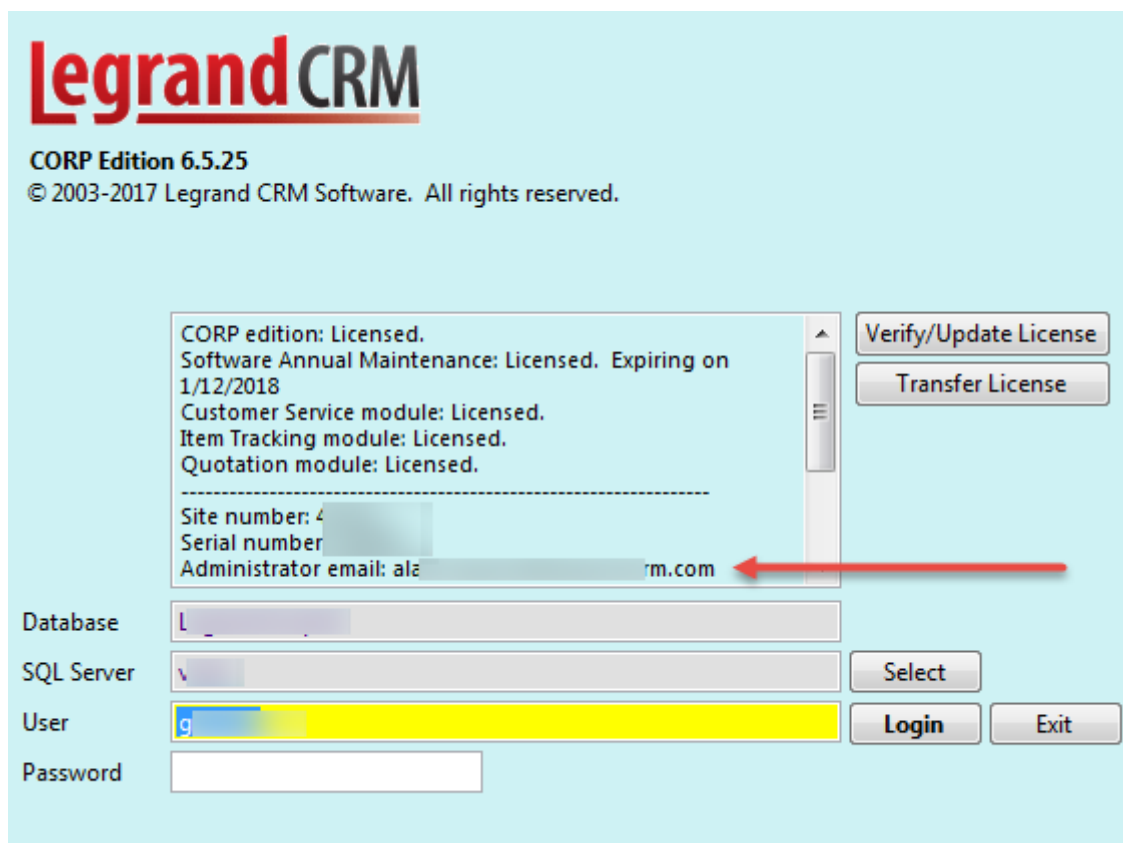 Legrand CRM
CORP Edition 6.5.25
© 2003-2017 Legrand CRM Software. All rights reserved.
CORP edition: Licensed.
Software Annual Maintenance: Licensed. Expiring on
1/12/2018
Customer Service module: Licensed.
Item Tracking module: Licensed.
Quotation module: Licensed.
------------------------------------------------------------------
Site number:
Serial number
Administrator email:
Verify/Update License
Transfer License
Database
SQL Server
Select
User
Login
Exit
Password